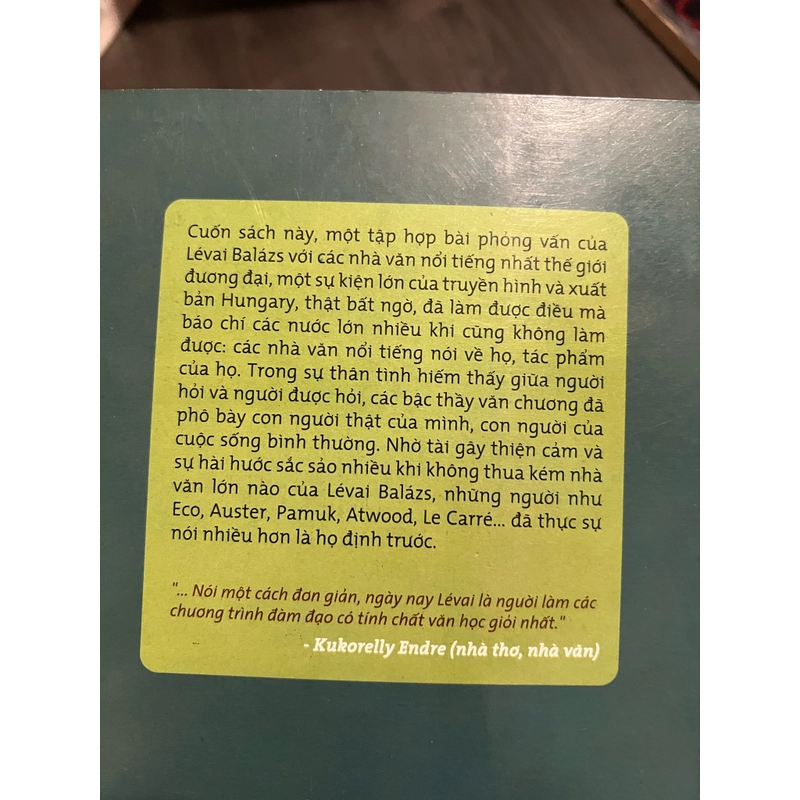 Cuốn sách này, một tập hợp bài phỏng vấn của
Lévai Balázs với các nhà văn nổi tiếng nhất thế giới
đương đại, một sự kiện lớn của truyền hình và xuất
bản Hungary, thật bất ngờ, đã làm được điều mà
báo chí các nước lớn nhiều khi cũng không làm
được: các nhà văn nổi tiếng nói về họ, tác phẩm
của họ. Trong sự thân tình hiếm thấy giữa người
hỏi và người được hỏi, các bậc thầy văn chương đã
phô bày con người thật của mình, con người của
cuộc sống bình thường. Nhờ tài gây thiện cảm và
sự hài hước sắc sảo nhiều khi không thua kém nhà
văn lớn nào của Lévai Balázs, những người như
Eco, Auster, Pamuk, Atwood, Le Carré... đã thực sự
nói nhiều hơn là họ định trước.
"... Nói một cách đơn giản, ngày nay Lévai là người làm các
chương trình đàm đạo có tính chất văn học giỏi nhất."
- Kukorelly Endre (nhà thơ, nhà văn)